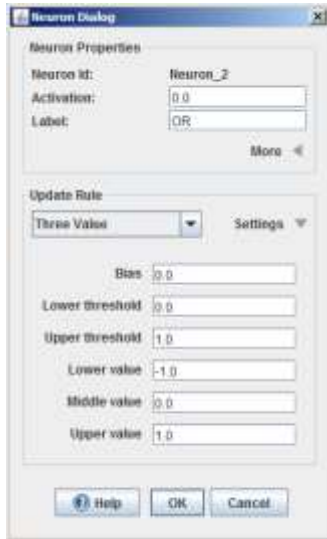 Neuron Dialog
Neuron Properties
Neuron Id: Neuron_2
Activation: 0.0
Label: OR
More
Update Rule
Three Value Settings
Bias 0.0
Lower threshold 0.0
Upper threshold 1.0
Lower value -1.0
Middle value 0.0
Upper value 1.0
Help OK Cancel